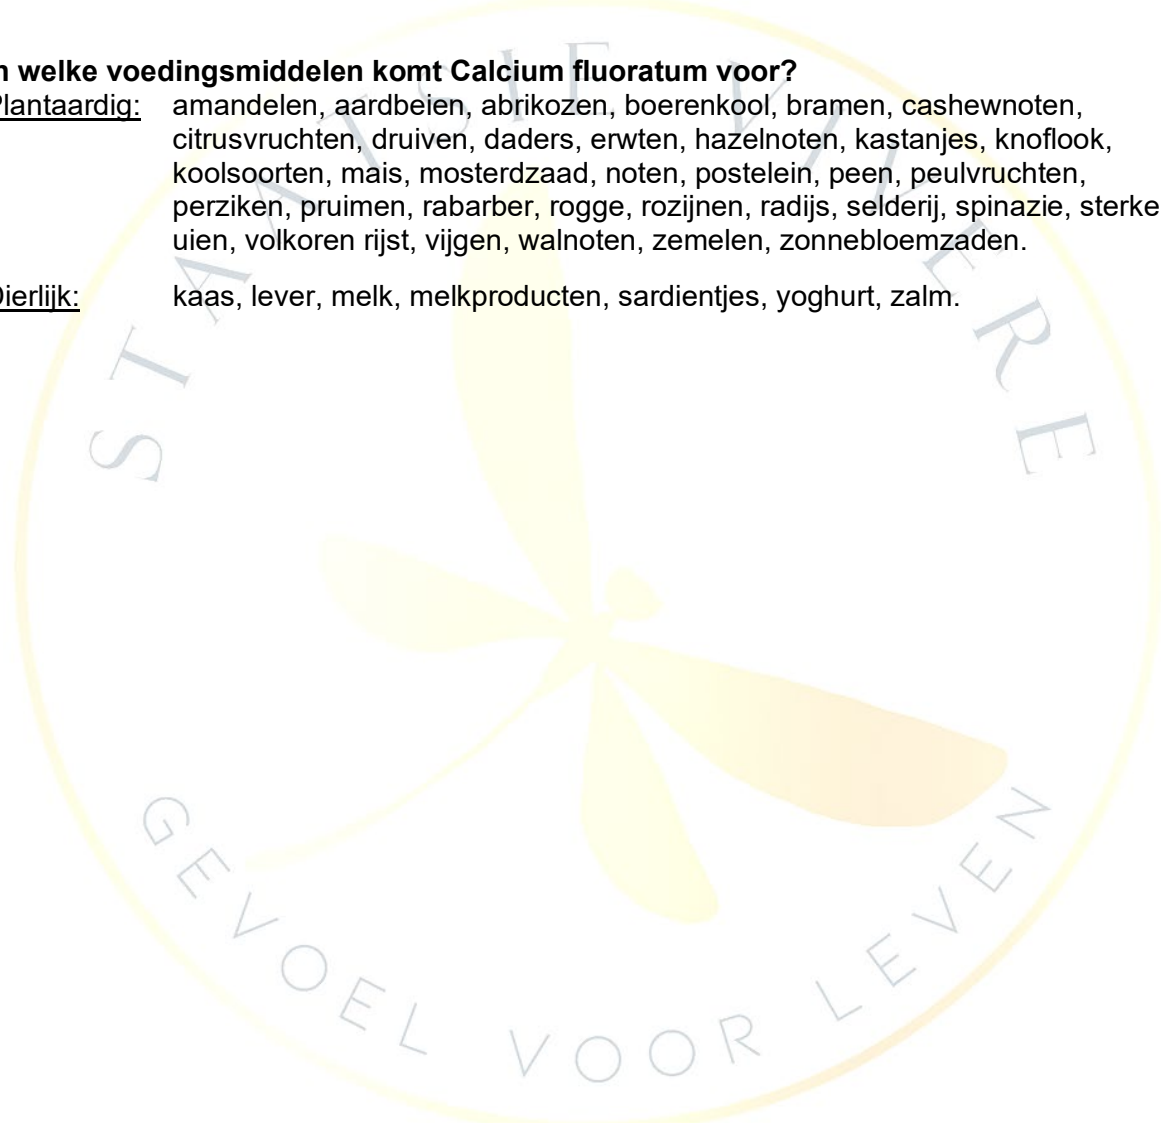 n welke voedingsmiddelen komt Calcium fluoratum voor?
Plantaardig: amandelen, aardbeien, abrikozen, boerenkool, bramen, cashewnoten,
citrusvruchten, druiven, daders, erwten, hazelnoten, kastanjes, knoflook,
koolsoorten, mais, mosterdzaad, noten, postelein, peen, peulvruchten,
perziken, pruimen, rabarber, rogge, rozijnen, radijs, selderij, spinazie, sterke
uien, volkoren rijst, vijgen, walnoten, zemelen, zonnebloemzaden.
Dierlijk: kaas, lever, melk, melkproducten, sardientjes, yoghurt, zalm.
STAATSIE VIVERE
GEVOEL VOOR LEVEN